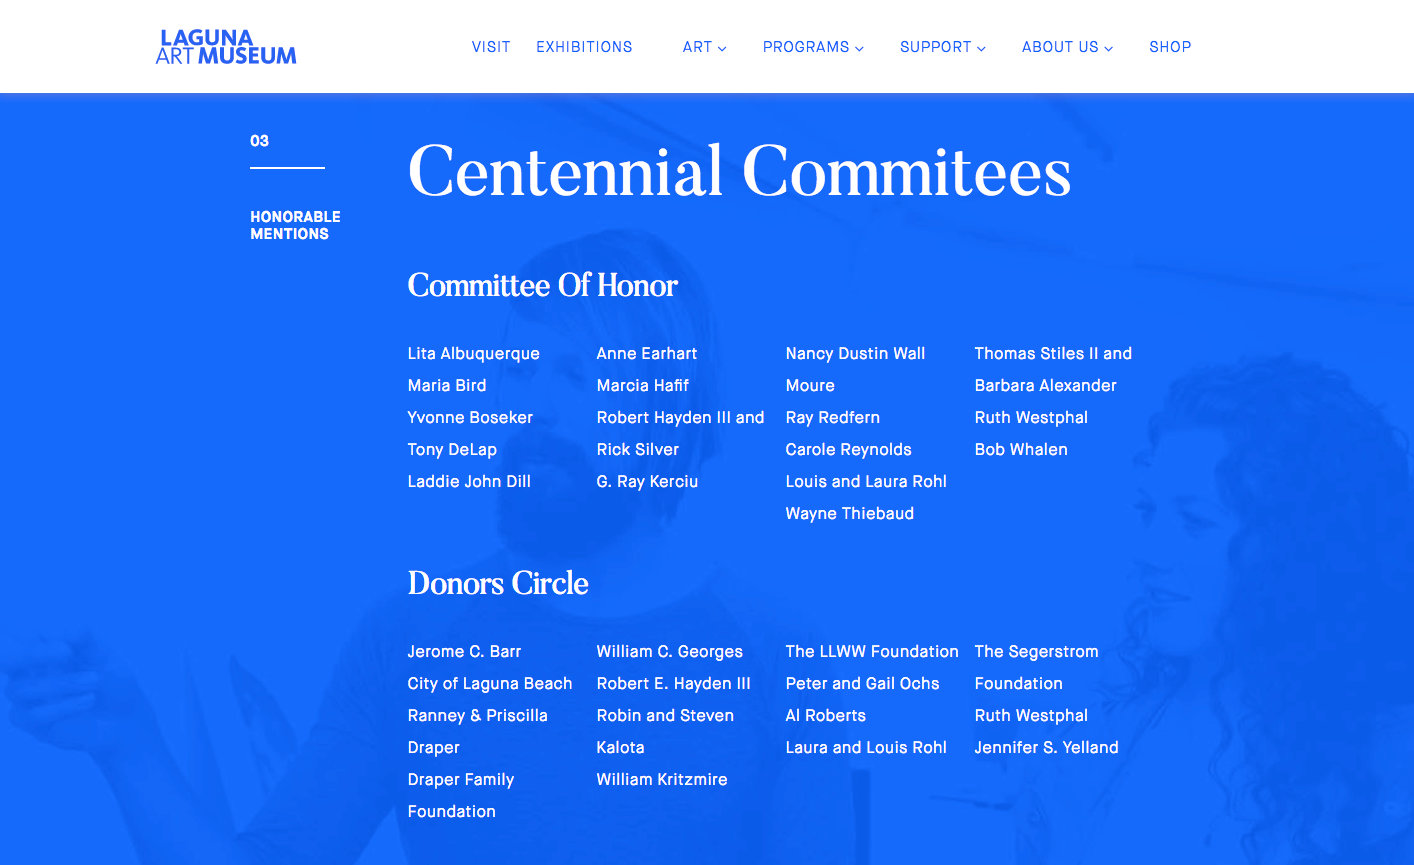 LAGUNA
ART MUSEUM
VISIT EXHIBITIONS ART PROGRAMS SUPPORT ABOUT US SHOP
03
HONORABLE
MENTIONS
Centennial Commitees
Committee Of Honor
Lita Albuquerque
Maria Bird
Yvonne Boseker
Tony DeLap
Laddie John Dill
Anne Earhart
Marcia Hafif
Robert Hayden III and
Rick Silver
G. Ray Kerciu
Nancy Dustin Wall
Moure
Ray Redfern
Carole Reynolds
Louis and Laura Rohl
Wayne Thiebaud
Thomas Stiles II and
Barbara Alexander
Ruth Westphal
Bob Whalen
Donors Circle
Jerome C. Barr
City of Laguna Beach
Ranney & Priscilla
Draper
Draper Family
Foundation
William C. Georges
Robert E. Hayden III
Robin and Steven
Kalota
William Kritzmire
The LLWW Foundation
Peter and Gail Ochs
Al Roberts
Laura and Louis Rohl
The Segerstrom
Foundation
Ruth Westphal
Jennifer S. Yelland